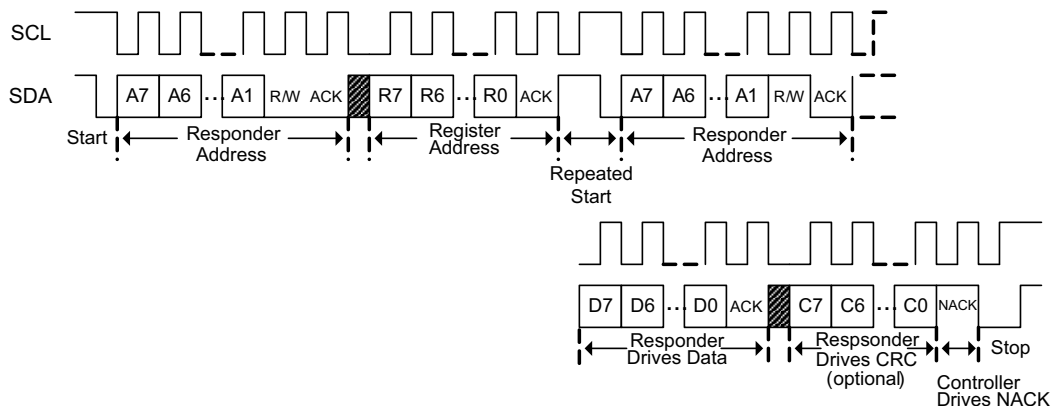 SCL
SDA
A7 A6 ... A1 R/W ACK R7 R6 ... R0 ACK A7 A6 ... A1 R/W ACK
Start
Responder
Address
Register
Address
Repeated
Start
Responder
Address
D7 D6 ... D0 ACK C7 C6 ... C0 NACK
Responder
Drives Data
Respsonder
Drives CRC
(optional)
Stop
Controller
Drives NACK